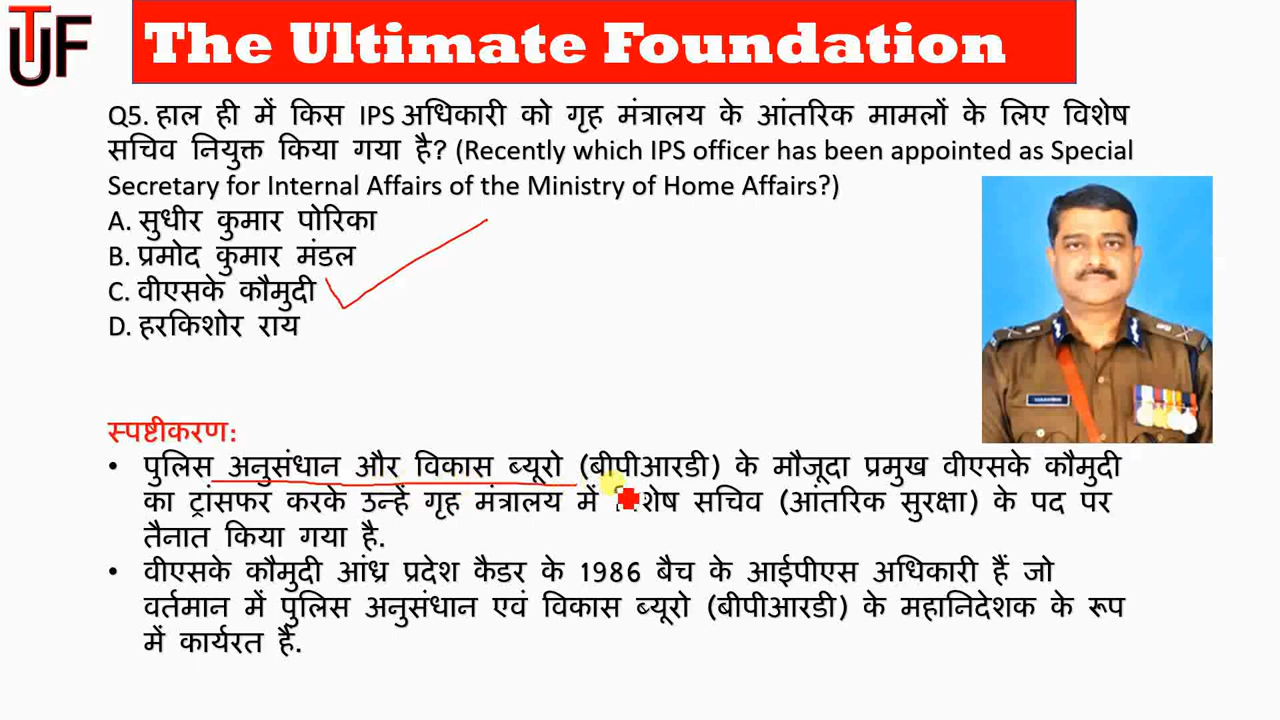 TUF
The Ultimate Foundation
Q5. हाल ही में किस IPS अधिकारी को गृह मंत्रालय के आंतरिक मामलों के लिए विशेष
सचिव नियुक्त किया गया है? (Recently which IPS officer has been appointed as Special
Secretary for Internal Affairs of the Ministry of Home Affairs?)
A. सुधीर कुमार पोरिका
B. प्रमोद कुमार मंडल
C. वीएसके कौमुदी
D. हरकिशोर राय
स्पष्टीकरण:
• पुलिस अनुसंधान और विकास ब्यूरो (बीपीआरडी) के मौजूदा प्रमुख वीएसके कौमुदी
का ट्रांसफर करके उन्हें गृह मंत्रालय में विशेष सचिव (आंतरिक सुरक्षा) के पद पर
तैनात किया गया है.
• वीएसके कौमुदी आंध्र प्रदेश कैडर के 1986 बैच के आईपीएस अधिकारी हैं जो
वर्तमान में पुलिस अनुसंधान एवं विकास ब्यूरो (बीपीआरडी) के महानिदेशक के रूप
में कार्यरत हैं.